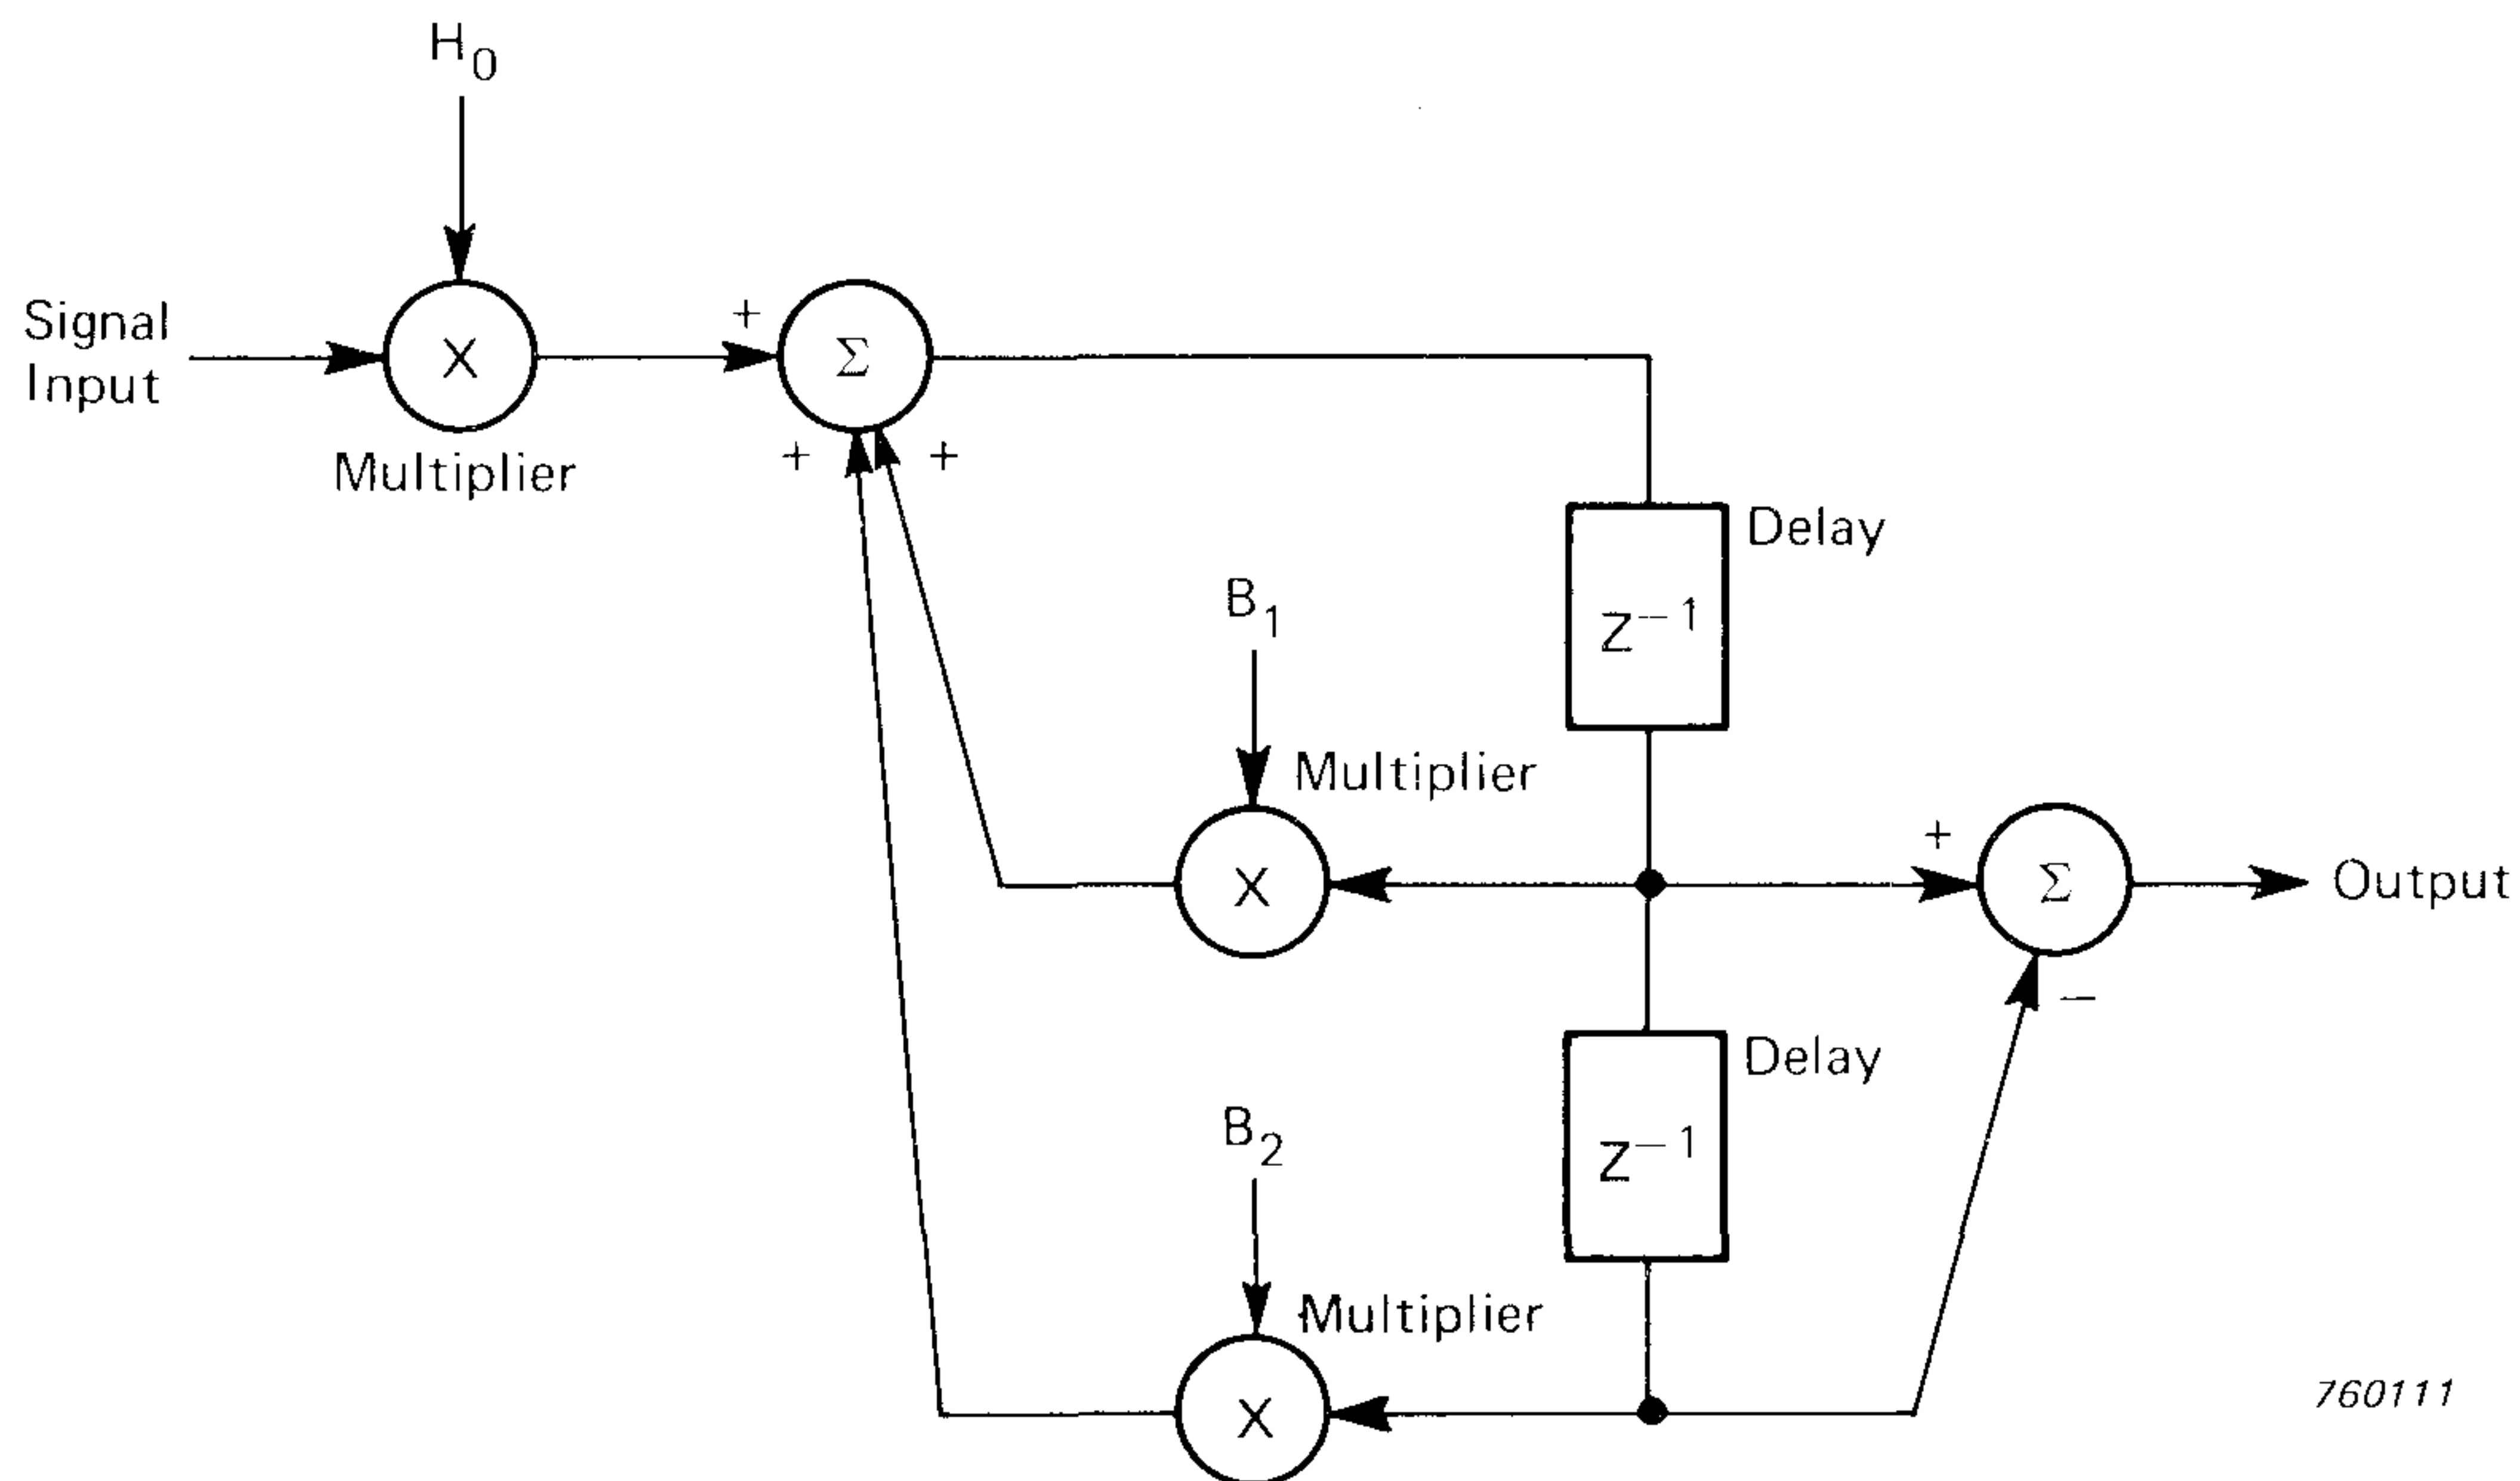 H₀
Signal
Input
X
Multiplier
+
Σ
+
+
Delay
Z⁻¹
B₁
Multiplier
X
+
Σ
Output
−
Delay
Z⁻¹
B₂
Multiplier
X
760111